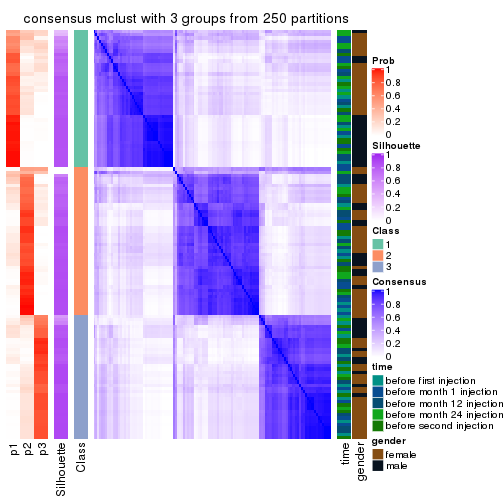 consensus mclust with 3 groups from 250 partitions
Prob
1
0.8
0.6
0.4
0.2
0
Silhouette
1
0.8
0.6
0.4
0.2
0
Class
1
2
3
Consensus
1
0.8
0.6
0.4
0.2
0
time
before first injection
before month 1 injection
before month 12 injection
before month 24 injection
before second injection
gender
female
male
p1
p2
p3
Silhouette
Class
time
gender